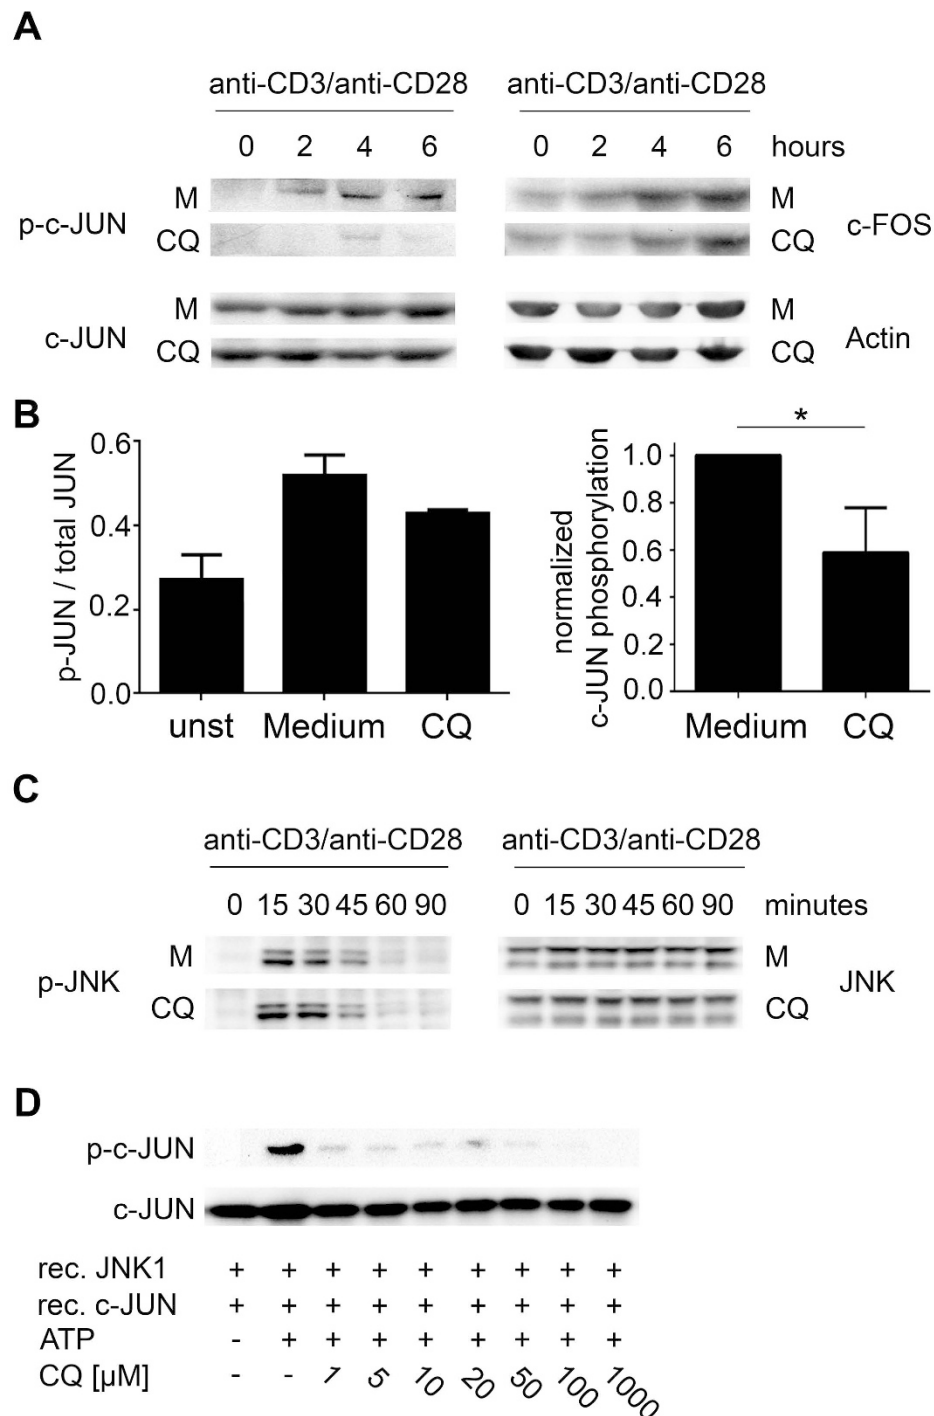 A
anti-CD3/anti-CD28 anti-CD3/anti-CD28
0 2 4 6 0 2 4 6 hours
M M
p-c-JUN c-FOS
CQ CQ
M M
c-JUN Actin
CQ CQ
B
0.6
0.4
0.2
0.0
p-JUN / total JUN
unst Medium CQ
*
1.0
0.8
0.6
0.4
0.2
0.0
normalized
c-JUN phosphorylation
Medium CQ
C
anti-CD3/anti-CD28 anti-CD3/anti-CD28
0 15 30 45 60 90 0 15 30 45 60 90 minutes
M M
p-JNK JNK
CQ CQ
D
p-c-JUN
c-JUN
rec. JNK1 + + + + + + + + +
rec. c-JUN + + + + + + + + +
ATP - + + + + + + + +
CQ [µM] - - 1 5 10 20 50 100 1000